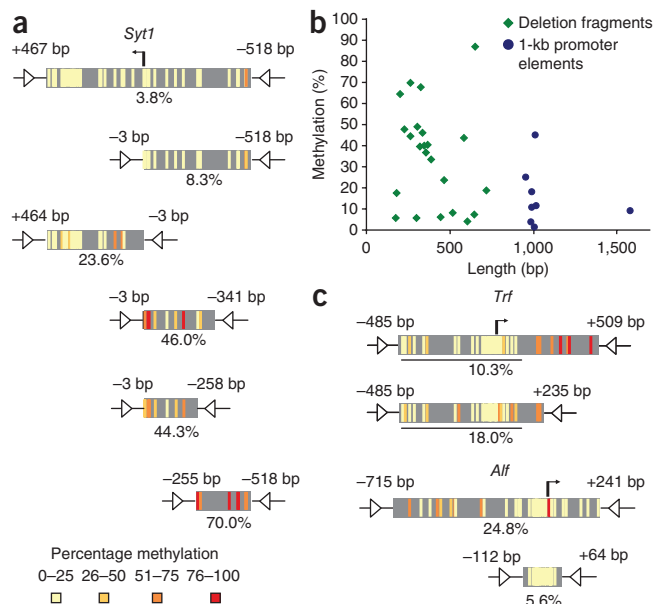 a
+467 bp
Syt1
−518 bp
3.8%
−3 bp
−518 bp
8.3%
+464 bp
−3 bp
23.6%
−3 bp
−341 bp
46.0%
−3 bp
−258 bp
44.3%
−255 bp
−518 bp
70.0%
Percentage methylation
0–25 26–50 51–75 76–100
b
Methylation (%)
100
90
80
70
60
50
40
30
20
10
0
0 500 1,000 1,500
Length (bp)
Deletion fragments
1-kb promoter
elements
c
Trf
−485 bp
+509 bp
10.3%
−485 bp
+235 bp
18.0%
Alf
−715 bp
+241 bp
24.8%
−112 bp
+64 bp
5.6%